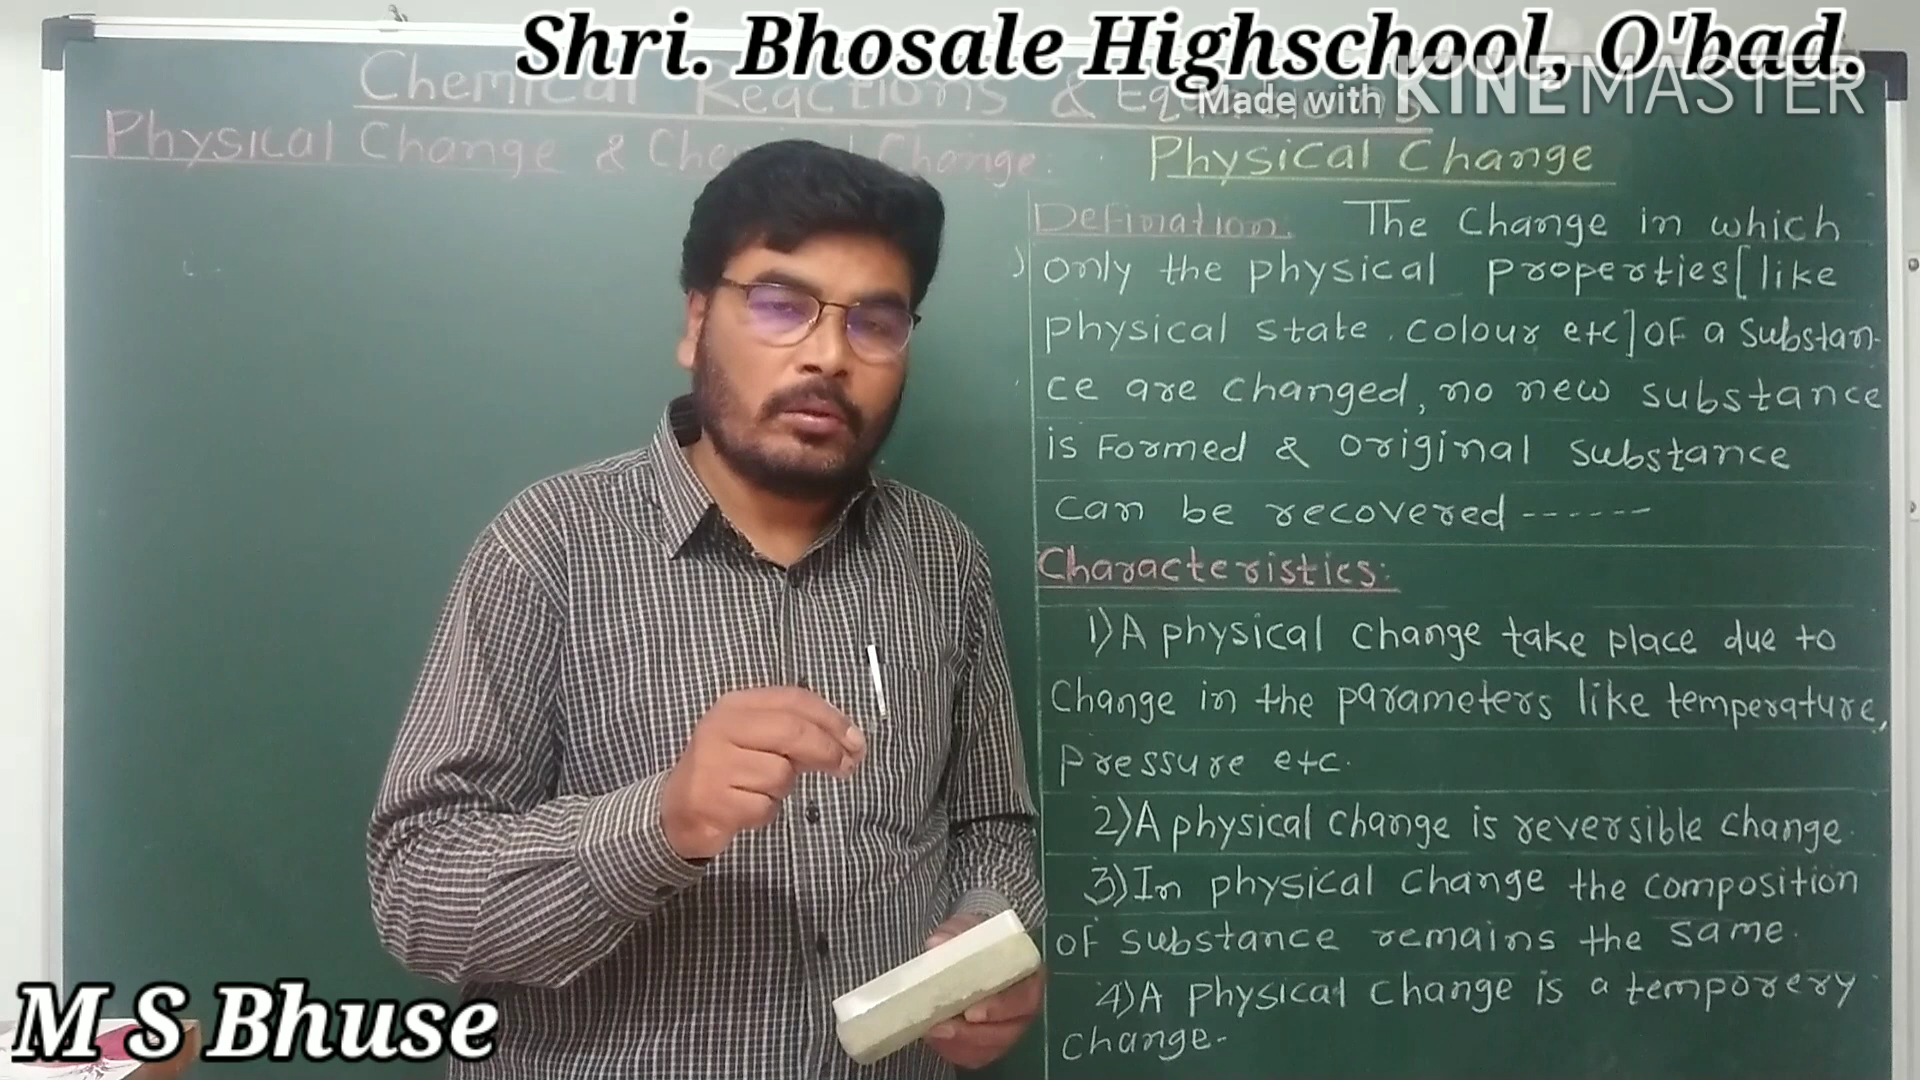 Shri. Bhosale Highschool, O'bad.
Made with KINEMASTER
Chemical Reactions & Equations
Physical Change & Chemical Change:
Physical Change
Defination: The change in which
only the physical properties[like
physical state, colour etc] of a substan-
ce are changed, no new substance
is formed & original substance
can be recovered ------
Characteristics:
1) A physical change take place due to
change in the parameters like temperature,
pressure etc.
2) A physical change is reversible change.
3) In physical change the composition
of substance remains the same.
4) A physical change is a temporery
change.
M S Bhuse